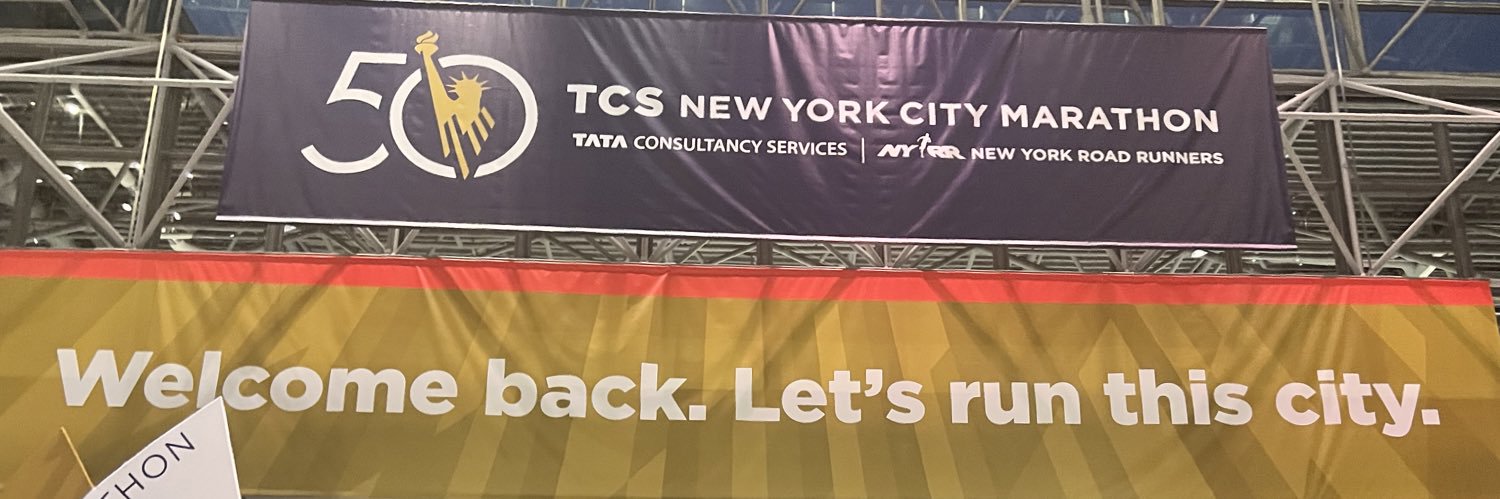 50 TCS NEW YORK CITY MARATHON
TATA CONSULTANCY SERVICES | NYRR NEW YORK ROAD RUNNERS
Welcome back. Let's run this city.
THON